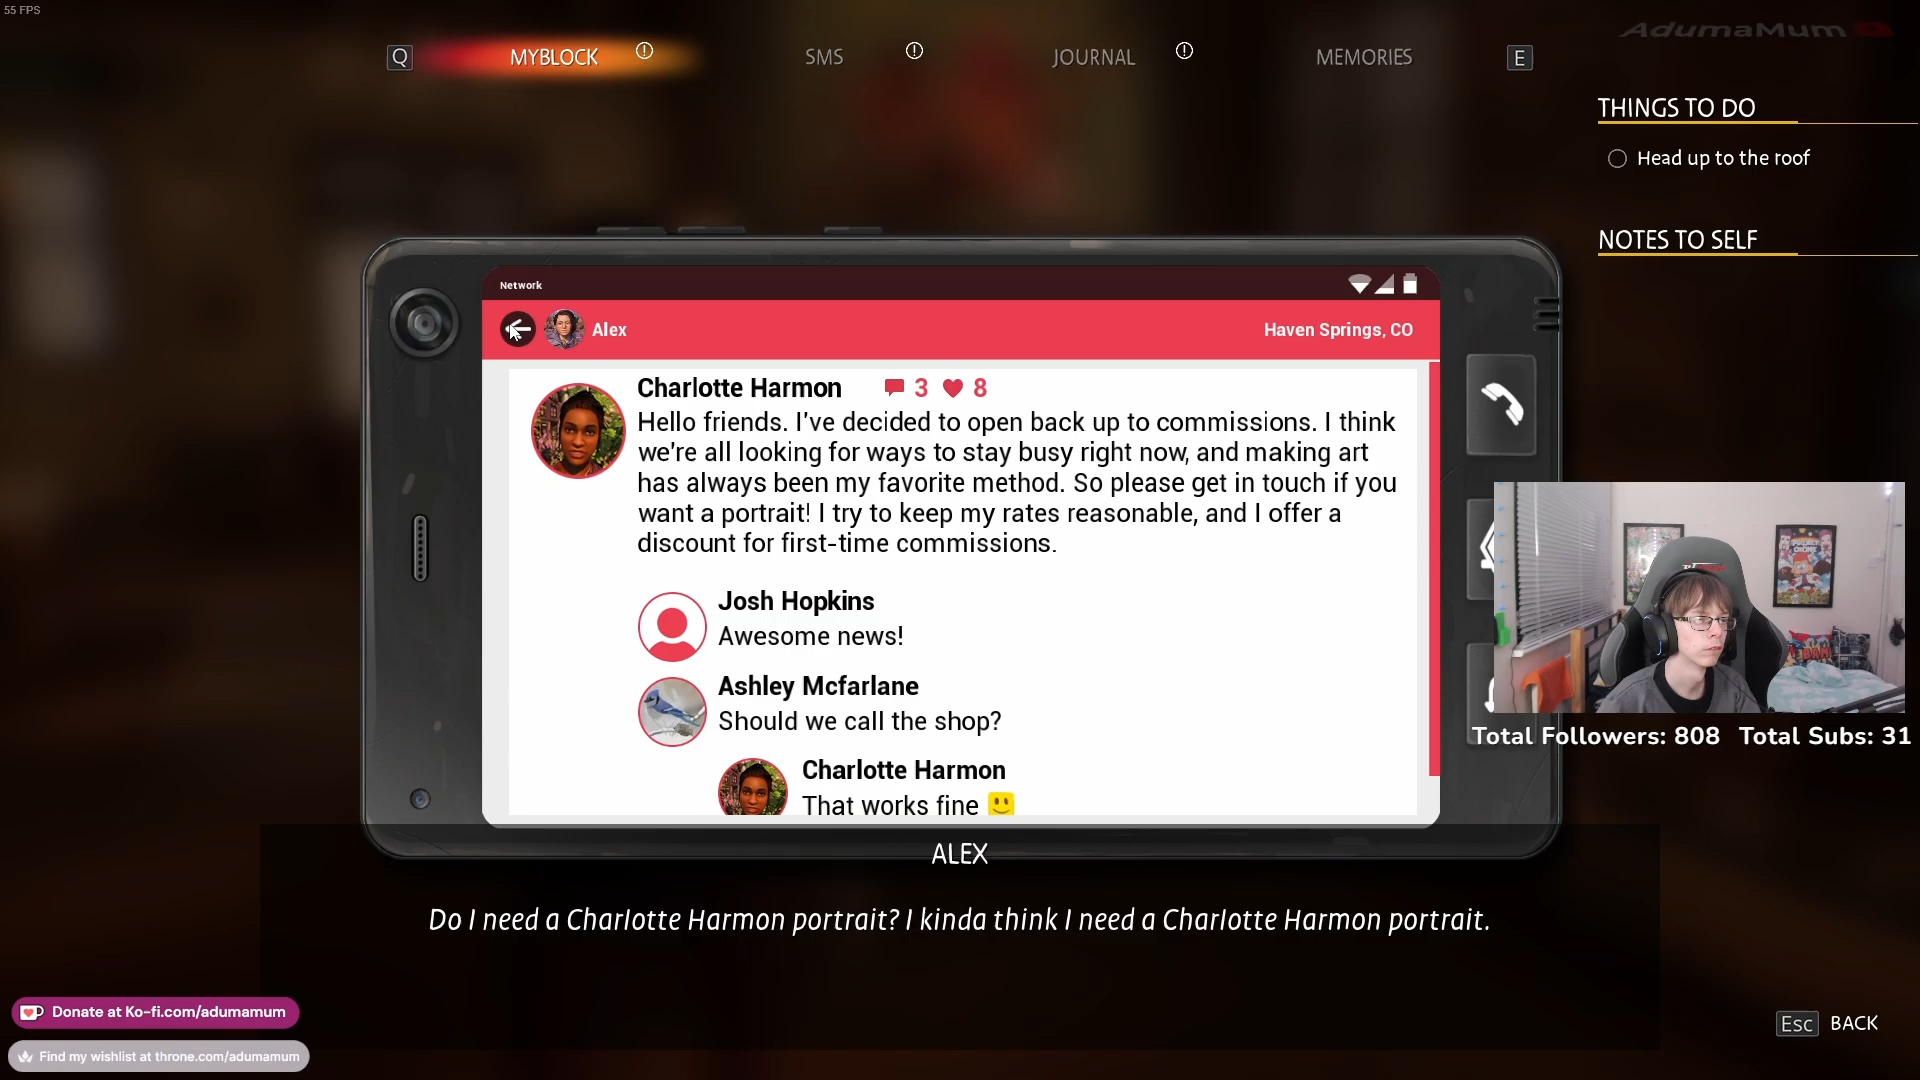 55 FPS
AdumaMum
Q MYBLOCK SMS JOURNAL MEMORIES E
THINGS TO DO
Head up to the roof
NOTES TO SELF
Network
Alex
Haven Springs, CO
Charlotte Harmon 3 8
Hello friends. I've decided to open back up to commissions. I think
we're all looking for ways to stay busy right now, and making art
has always been my favorite method. So please get in touch if you
want a portrait! I try to keep my rates reasonable, and I offer a
discount for first-time commissions.
Josh Hopkins
Awesome news!
Ashley Mcfarlane
Should we call the shop?
Charlotte Harmon
That works fine
Total Followers: 808 Total Subs: 31
ALEX
Do I need a Charlotte Harmon portrait? I kinda think I need a Charlotte Harmon portrait.
Donate at Ko-fi.com/adumamum
Find my wishlist at throne.com/adumamum
Esc BACK